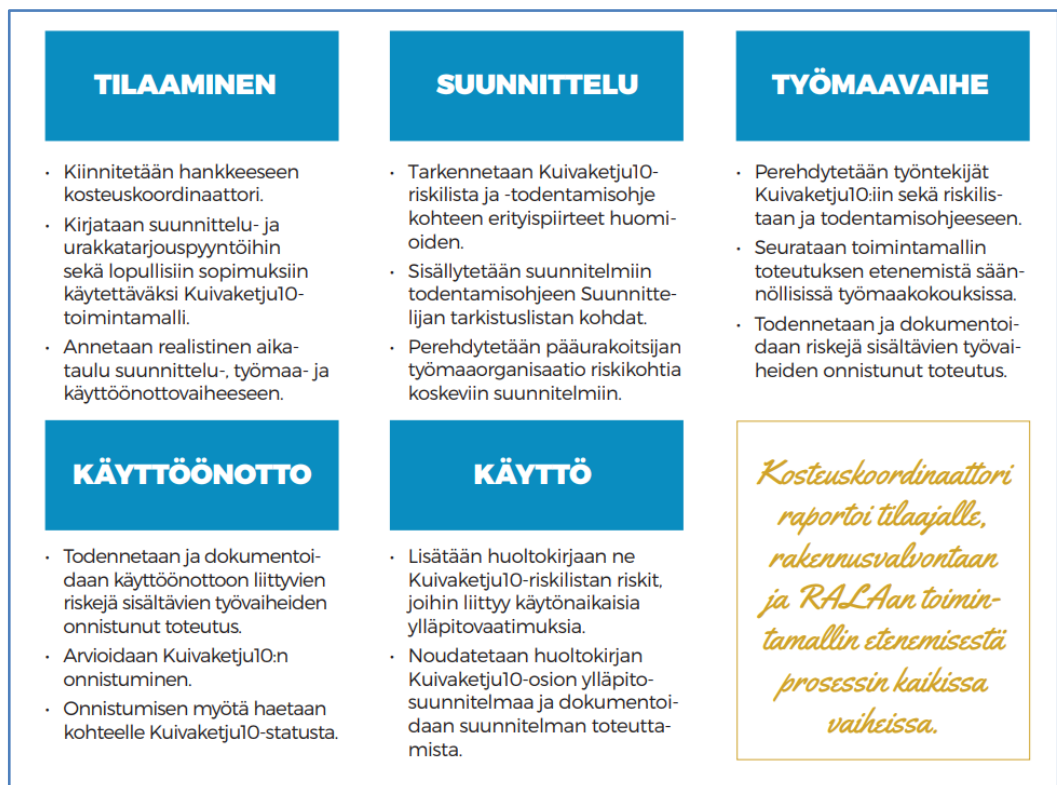 TILAAMINEN
• Kiinnitetään hankkeeseen
kosteuskoordinaattori.
• Kirjataan suunnittelu- ja
urakkatarjouspyyntöihin
sekä lopullisiin sopimuksiin
käytettäväksi Kuivaketju10-
toimintamalli.
• Annetaan realistinen aika-
taulu suunnittelu-, työmaa- ja
käyttöönottovaiheeseen.
SUUNNITTELU
• Tarkennetaan Kuivaketju10-
riskilista ja -todentamisohje
kohteen erityispiirteet huomi-
oiden.
• Sisällytetään suunnitelmiin
todentamisohjeen Suunnitte-
lijan tarkistuslistan kohdat.
• Perehdytetään pääurakoitsijan
työmaaorganisaatio riskikohtia
koskeviin suunnitelmiin.
TYÖMAAVAIHE
• Perehdytetään työntekijät
Kuivaketju10:iin sekä riskilis-
taan ja todentamisohjeeseen.
• Seurataan toimintamallin
toteutuksen etenemistä sään-
nöllisissä työmaakokouksissa.
• Todennetaan ja dokumentoi-
daan riskejä sisältävien työvai-
heiden onnistunut toteutus.
KÄYTTÖÖNOTTO
• Todennetaan ja dokumentoi-
daan käyttöönottoon liittyvien
riskejä sisältävien työvaiheiden
onnistunut toteutus.
• Arvioidaan Kuivaketju10:n
onnistuminen.
• Onnistumisen myötä haetaan
kohteelle Kuivaketju10-statusta.
KÄYTTÖ
• Lisätään huoltokirjaan ne
Kuivaketju10-riskilistan riskit,
joihin liittyy käytönaikaisia
ylläpitovaatimuksia.
• Noudatetaan huoltokirjan
Kuivaketju10-osion ylläpito-
suunnitelmaa ja dokumentoi-
daan suunnitelman toteutta-
mista.
Kosteuskoordinaattori
raportoi tilaajalle,
rakennusvalvontaan
ja RALAan toimin-
tamallin etenemisestä
prosessin kaikissa
vaiheissa.